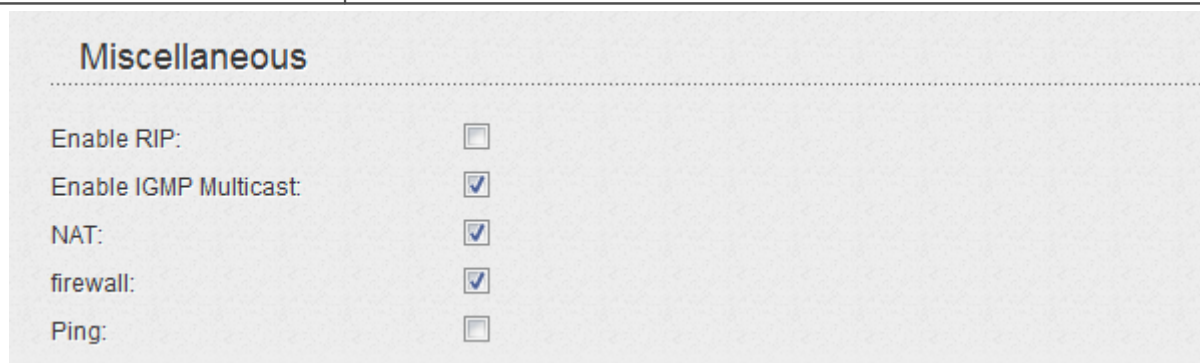 Miscellaneous
Enable RIP:
Enable IGMP Multicast:
NAT:
firewall:
Ping: